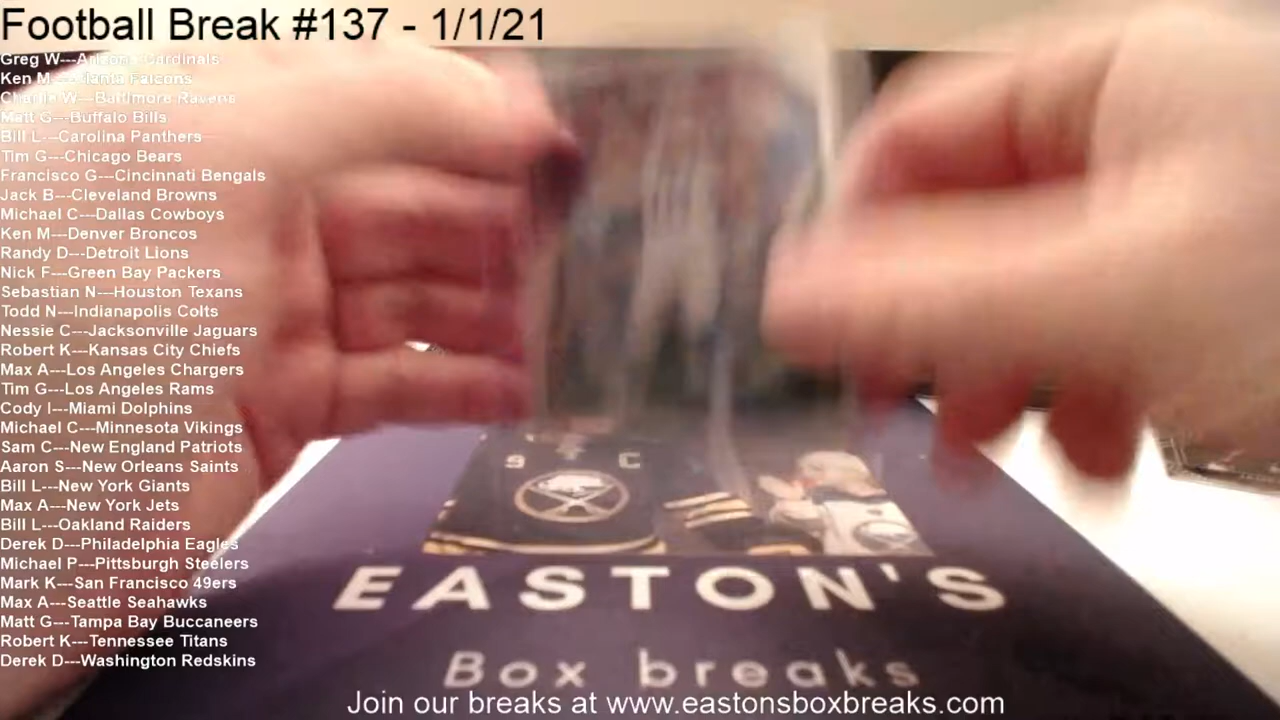 Football Break #137 - 1/1/21
Greg W---Arizona Cardinals
Ken M---Atlanta Falcons
Charlie W---Baltimore Ravens
Matt G---Buffalo Bills
Bill L---Carolina Panthers
Tim G---Chicago Bears
Francisco G---Cincinnati Bengals
Jack B---Cleveland Browns
Michael C---Dallas Cowboys
Ken M---Denver Broncos
Randy D---Detroit Lions
Nick F---Green Bay Packers
Sebastian N---Houston Texans
Todd N---Indianapolis Colts
Nessie C---Jacksonville Jaguars
Robert K---Kansas City Chiefs
Max A---Los Angeles Chargers
Tim G---Los Angeles Rams
Cody I---Miami Dolphins
Michael C---Minnesota Vikings
Sam C---New England Patriots
Aaron S---New Orleans Saints
Bill L---New York Giants
Max A---New York Jets
Bill L---Oakland Raiders
Derek D---Philadelphia Eagles
Michael P---Pittsburgh Steelers
Mark K---San Francisco 49ers
Max A---Seattle Seahawks
Matt G---Tampa Bay Buccaneers
Robert K---Tennessee Titans
Derek D---Washington Redskins
S C
EASTON'S
Box breaks
Join our breaks at www.eastonsboxbreaks.com